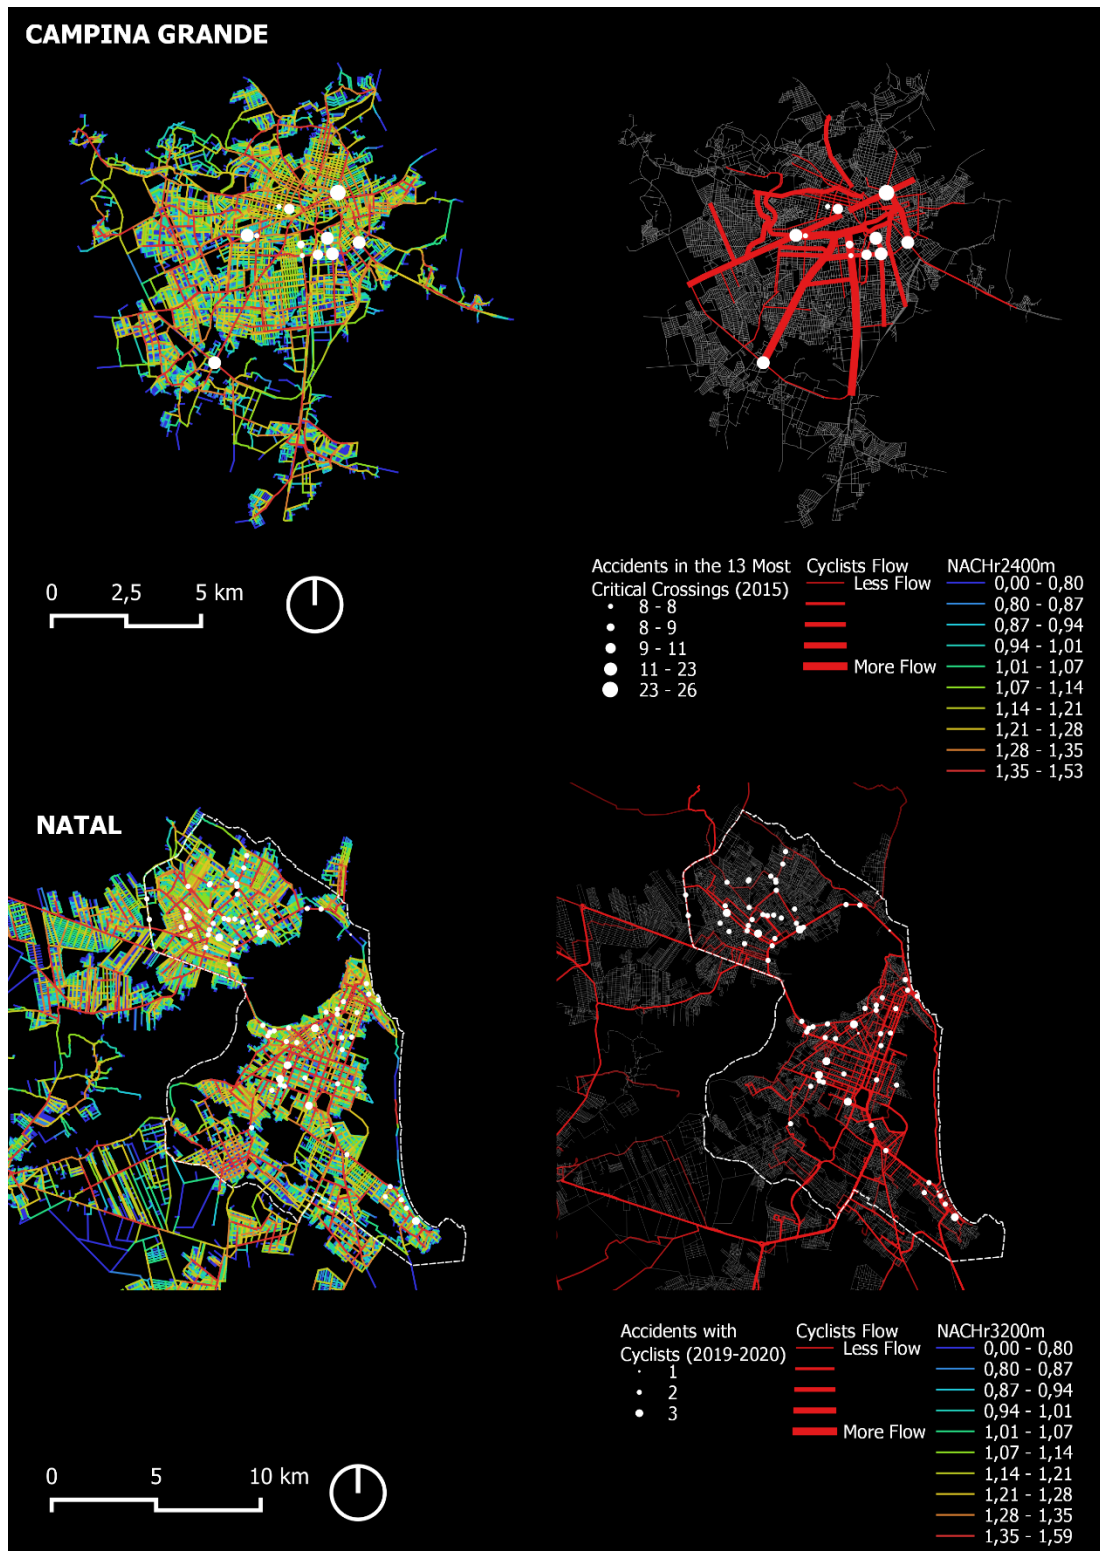 CAMPINA GRANDE
0 2,5 5 km
Accidents in the 13 Most
Critical Crossings (2015)
8 - 8
8 - 9
9 - 11
11 - 23
23 - 26
Cyclists Flow
Less Flow
More Flow
NACHr2400m
0,00 - 0,80
0,80 - 0,87
0,87 - 0,94
0,94 - 1,01
1,01 - 1,07
1,07 - 1,14
1,14 - 1,21
1,21 - 1,28
1,28 - 1,35
1,35 - 1,53
NATAL
Accidents with
Cyclists (2019-2020)
1
2
3
Cyclists Flow
Less Flow
More Flow
NACHr3200m
0,00 - 0,80
0,80 - 0,87
0,87 - 0,94
0,94 - 1,01
1,01 - 1,07
1,07 - 1,14
1,14 - 1,21
1,21 - 1,28
1,28 - 1,35
1,35 - 1,59
0 5 10 km